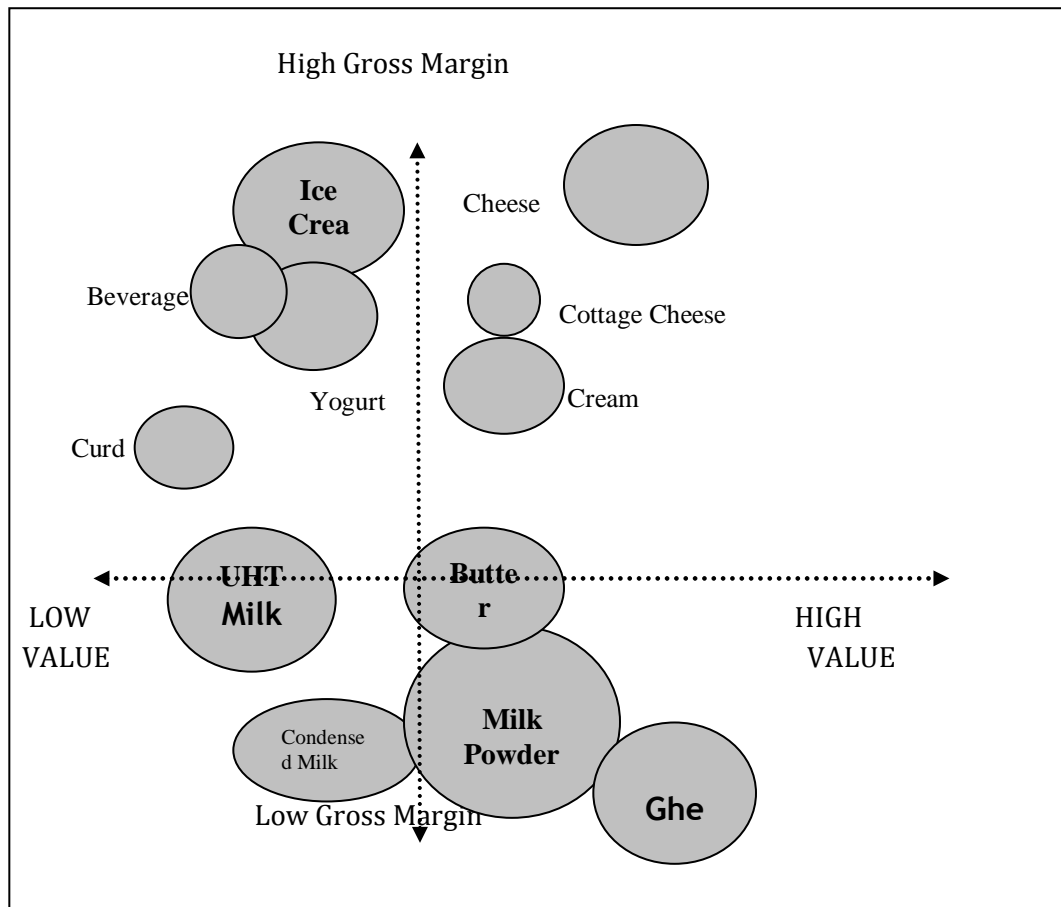 High Gross Margin
Ice
Crea
Cheese
Beverage
Cottage Cheese
Yogurt
Cream
Curd
UHT
Milk
Butte
r
LOW
VALUE
HIGH
VALUE
Condense
d Milk
Milk
Powder
Low Gross Margin
Ghe